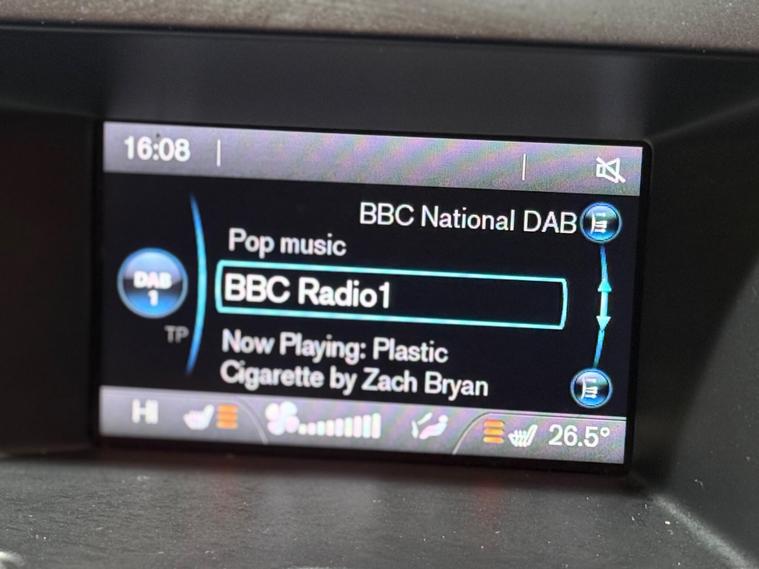 16:08
BBC National DAB
Pop music
DAB
1
BBC Radio1
TP
Now Playing: Plastic
Cigarette by Zach Bryan
HI
26.5°